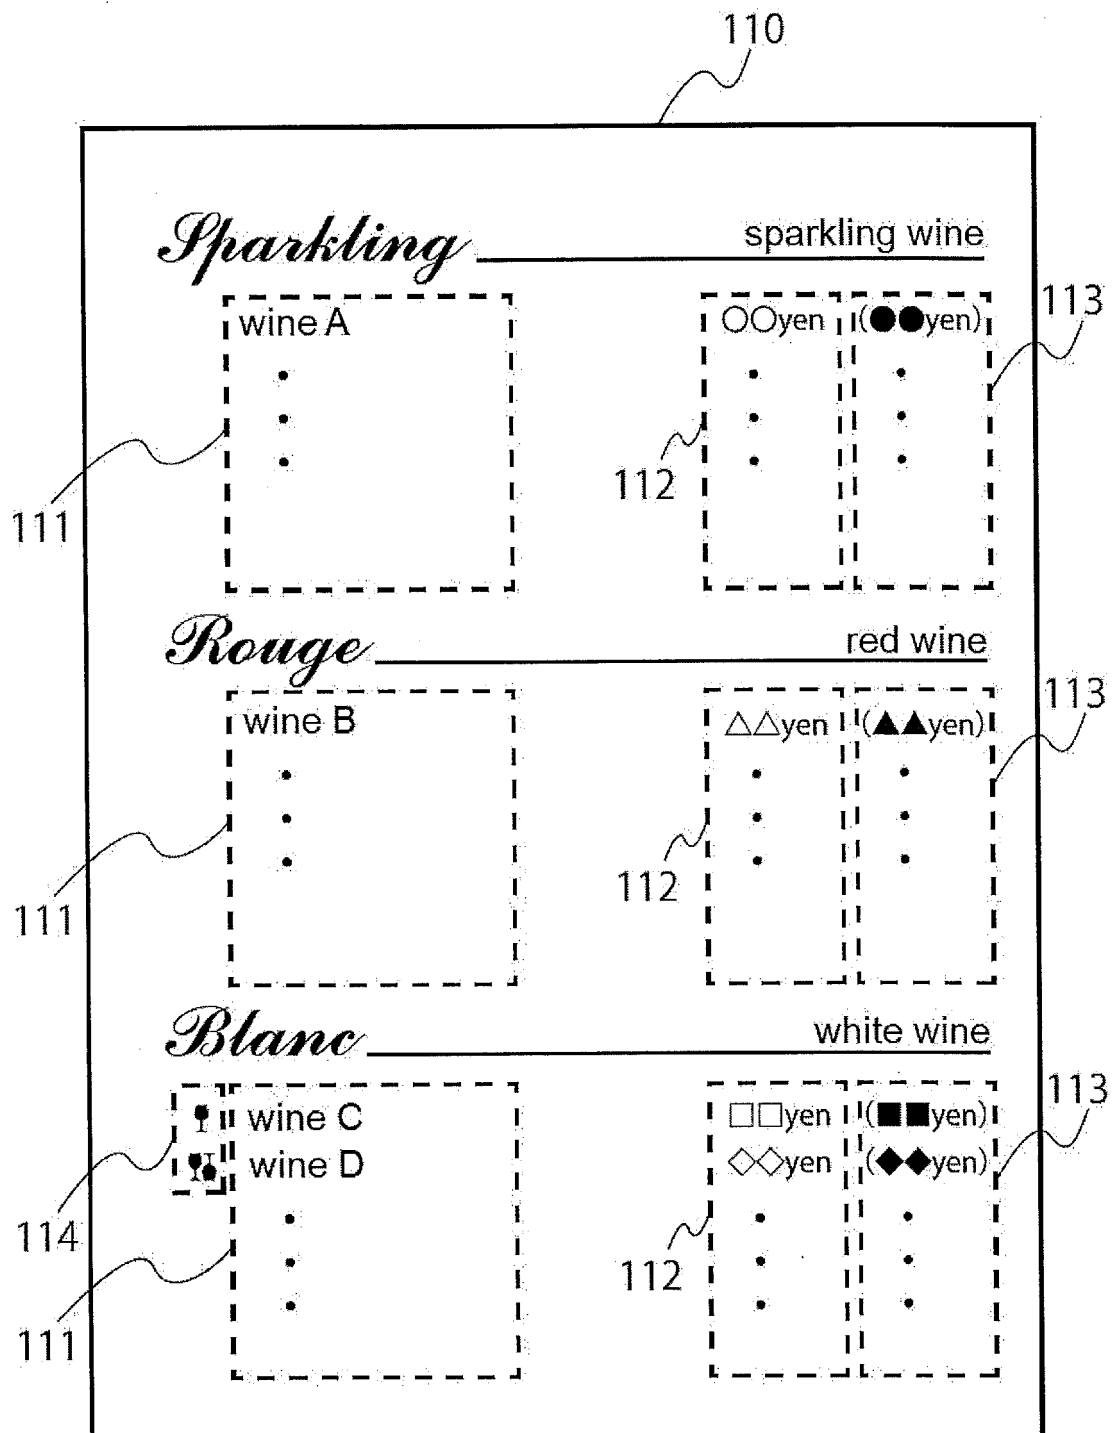 110
Sparkling sparkling wine
wine A ○○yen (●●yen) 113
111 112
Rouge red wine
wine B △△yen (▲▲yen) 113
111 112
Blanc white wine
wine C □□yen (■■yen) 113
wine D ◇◇yen (◆◆yen)
114
111 112